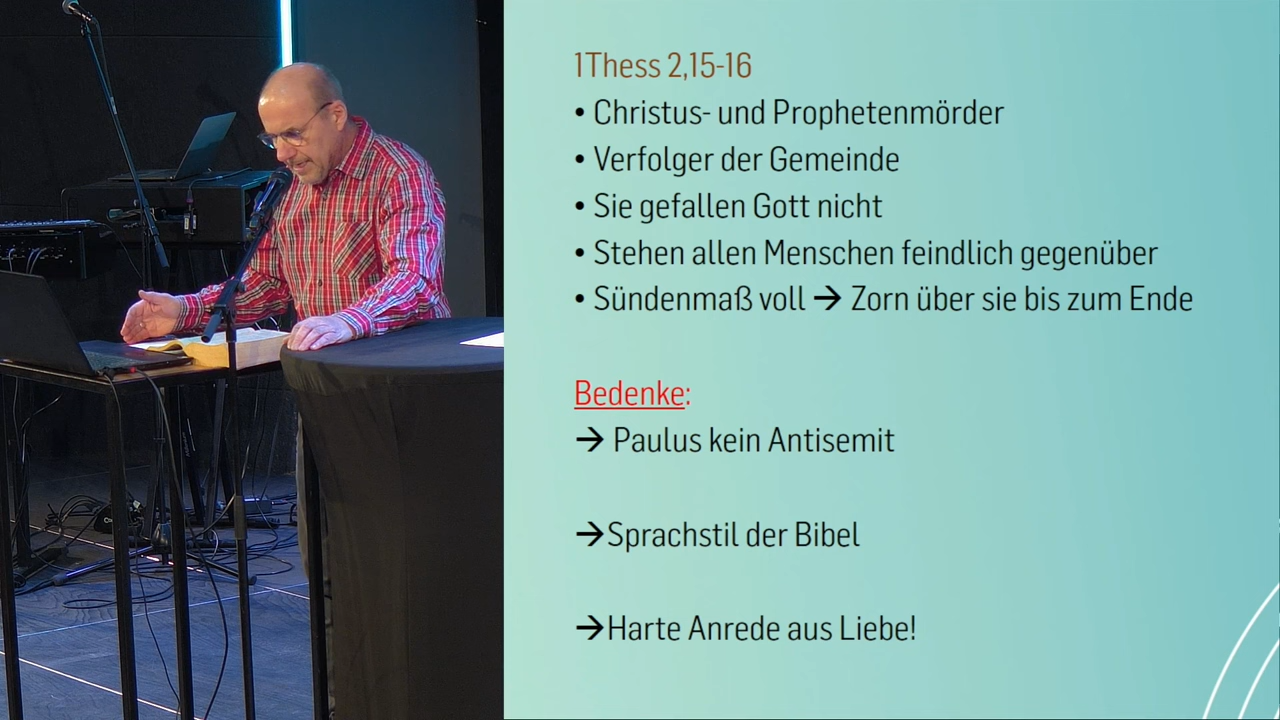 1Thess 2,15-16
• Christus- und Prophetenmörder
• Verfolger der Gemeinde
• Sie gefallen Gott nicht
• Stehen allen Menschen feindlich gegenüber
• Sündenmaß voll → Zorn über sie bis zum Ende
Bedenke:
→ Paulus kein Antisemit
→Sprachstil der Bibel
→Harte Anrede aus Liebe!